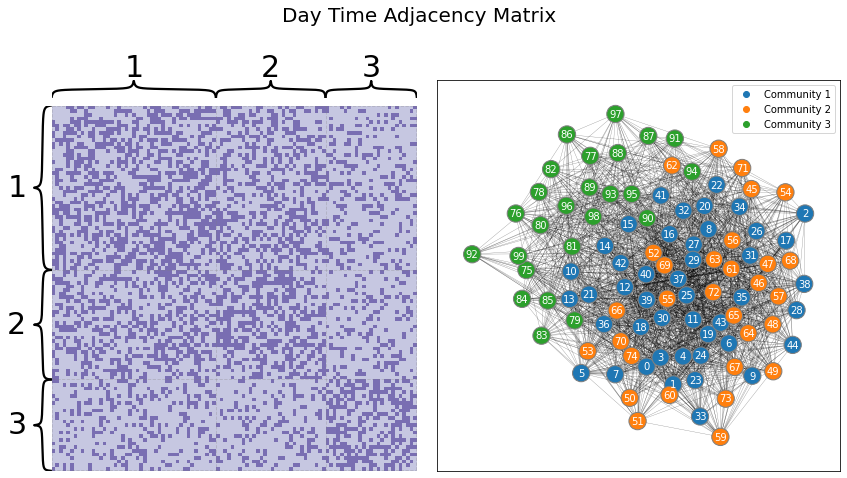 Day Time Adjacency Matrix
1 2 3
1
2
3
Community 1
Community 2
Community 3
97
86 87 91
77 88 58
62 71
82 94
78 89 93 95 41 22 45 54
76 96 98 90 32 20 34 2
80 15 16 8 26
92 99 81 14 52 27 56 17
75 10 42 69 29 63 31 68
40 37 61 47
84 85 13 21 12 39 55 25 72 35 46 57 38
79 36 66 18 30 11 43 65 48 28
83 70 19 64
53 74 3 4 24 6 44
5 7 0 1 23 67 9 49
50 60 73
51 33
59